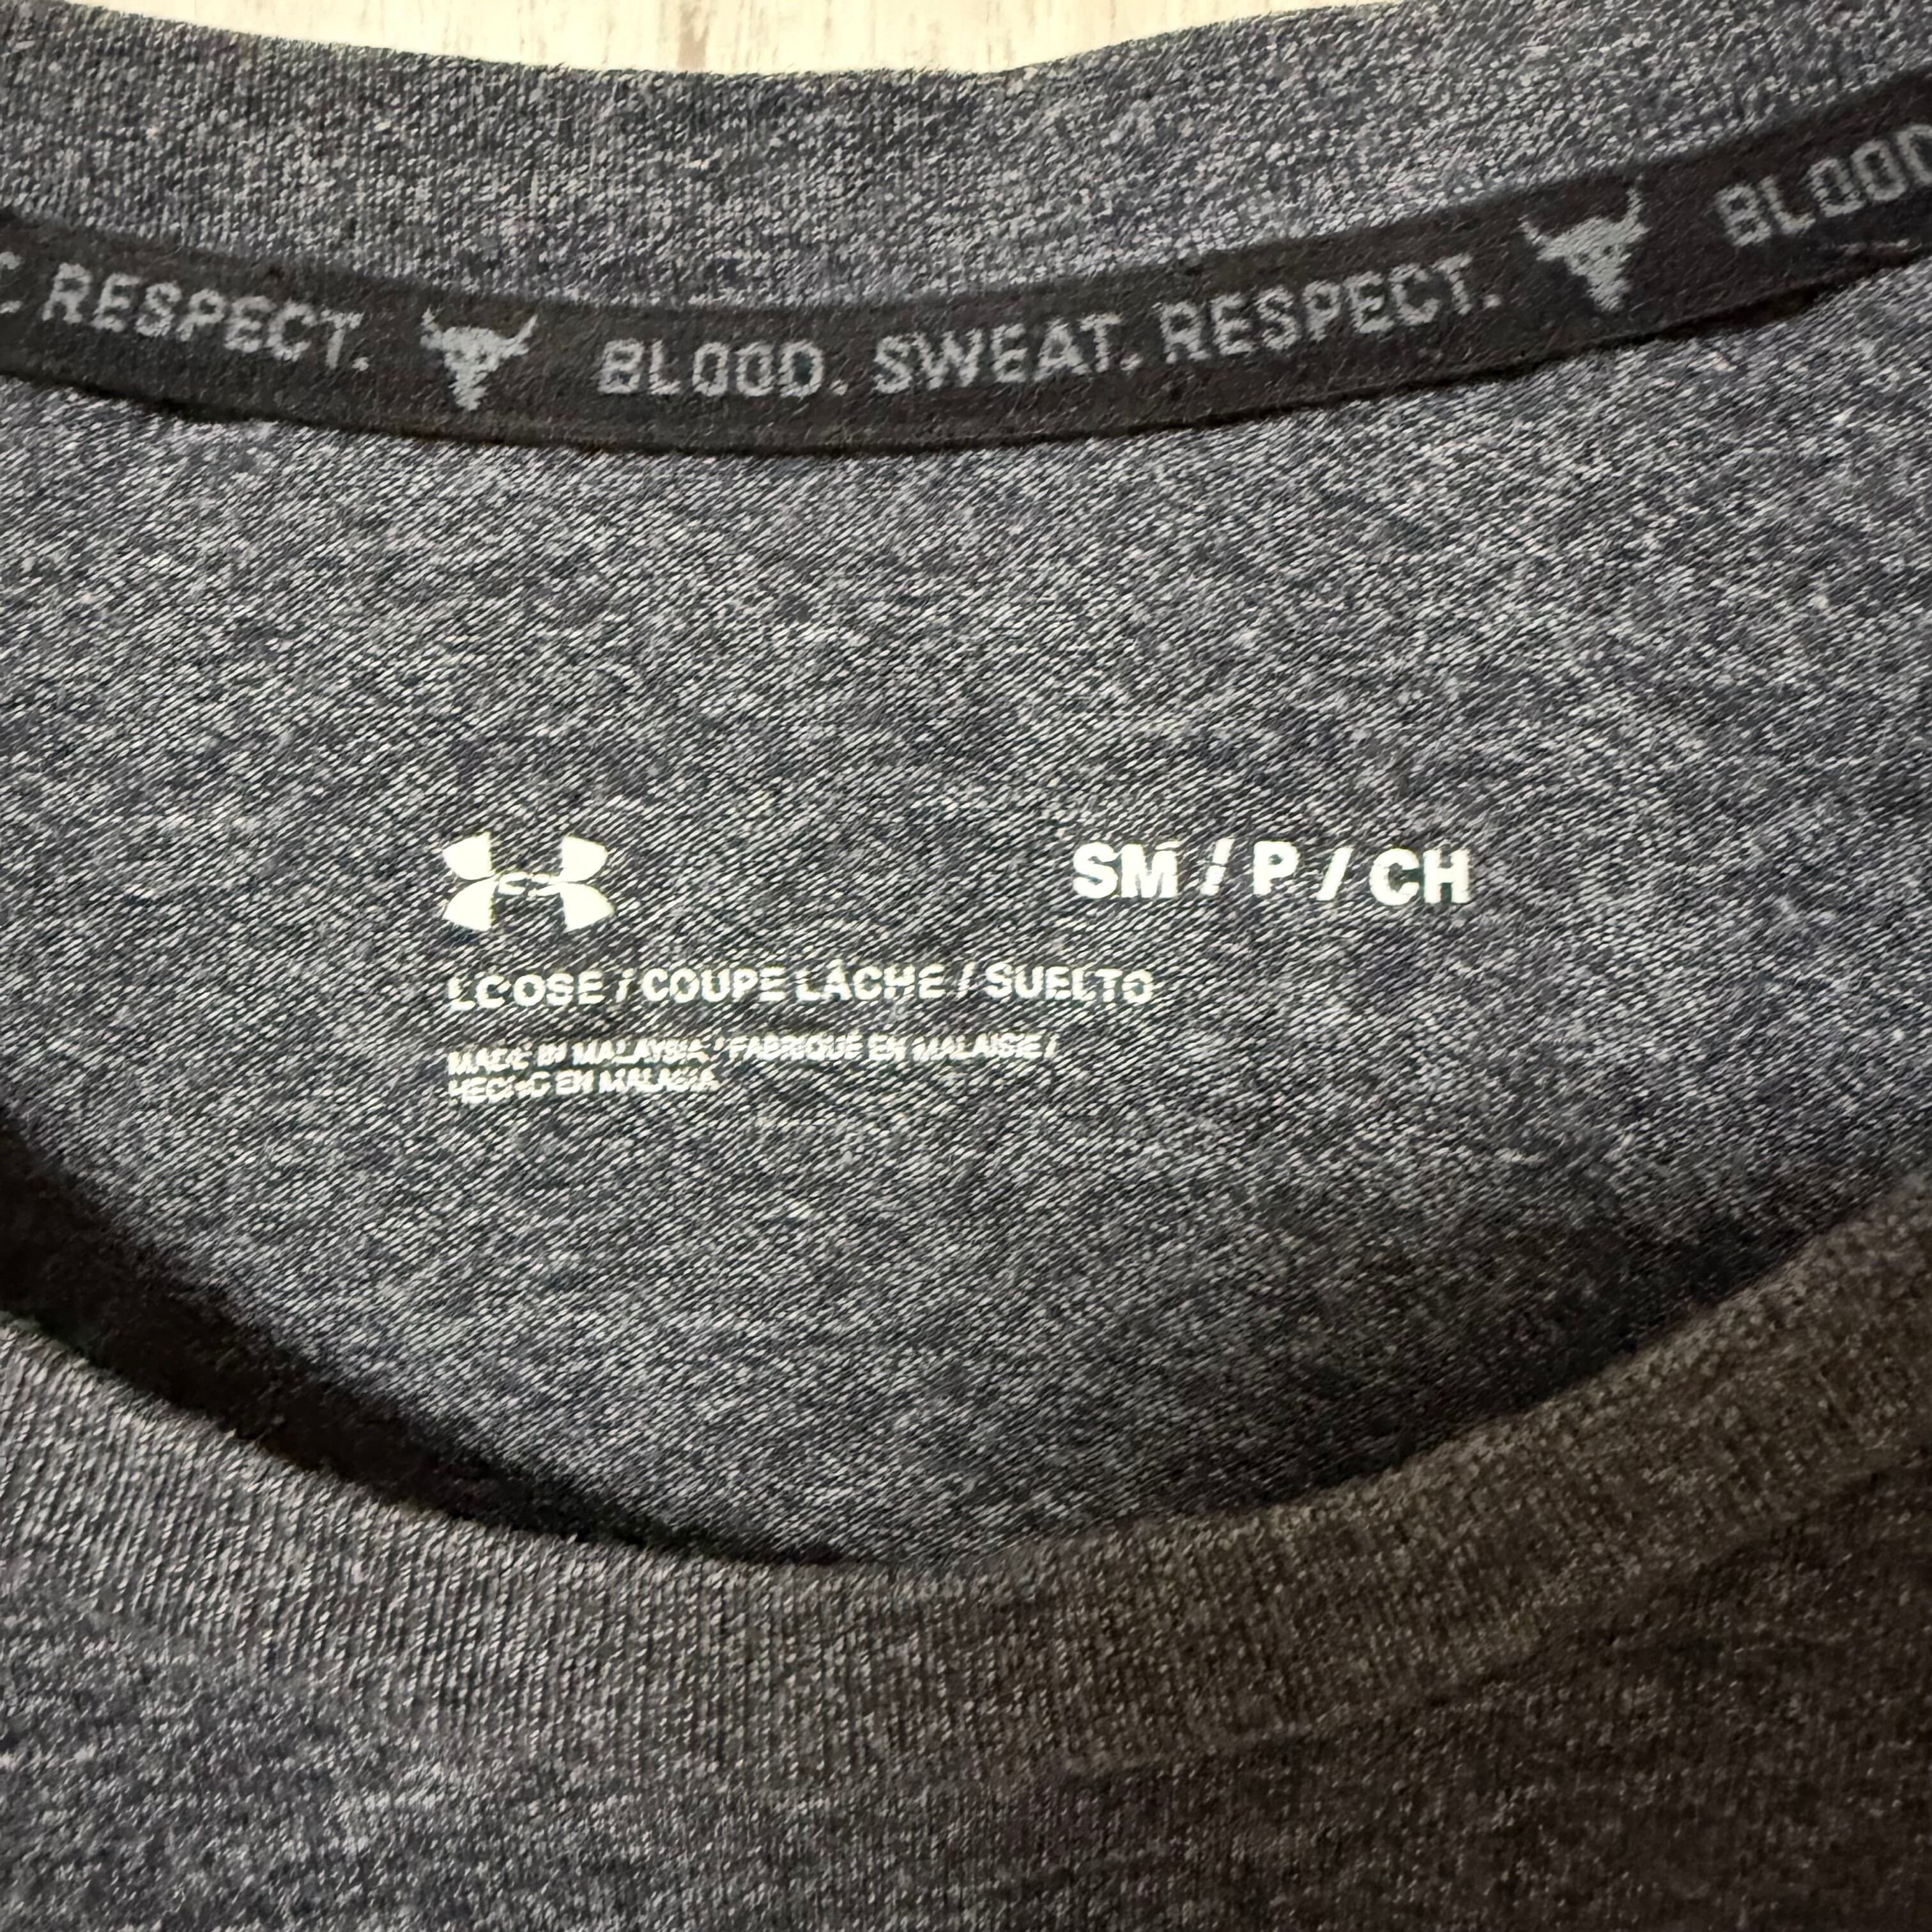 RESPECT. BLOOD. SWEAT. RESPECT. BLOOD
SM / P / CH
LOOSE / COUPE LÂCHE / SUELTO
MADE IN MALAYSIA / FABRIQUÉ EN MALAISIE /
HECHO EN MALASIA